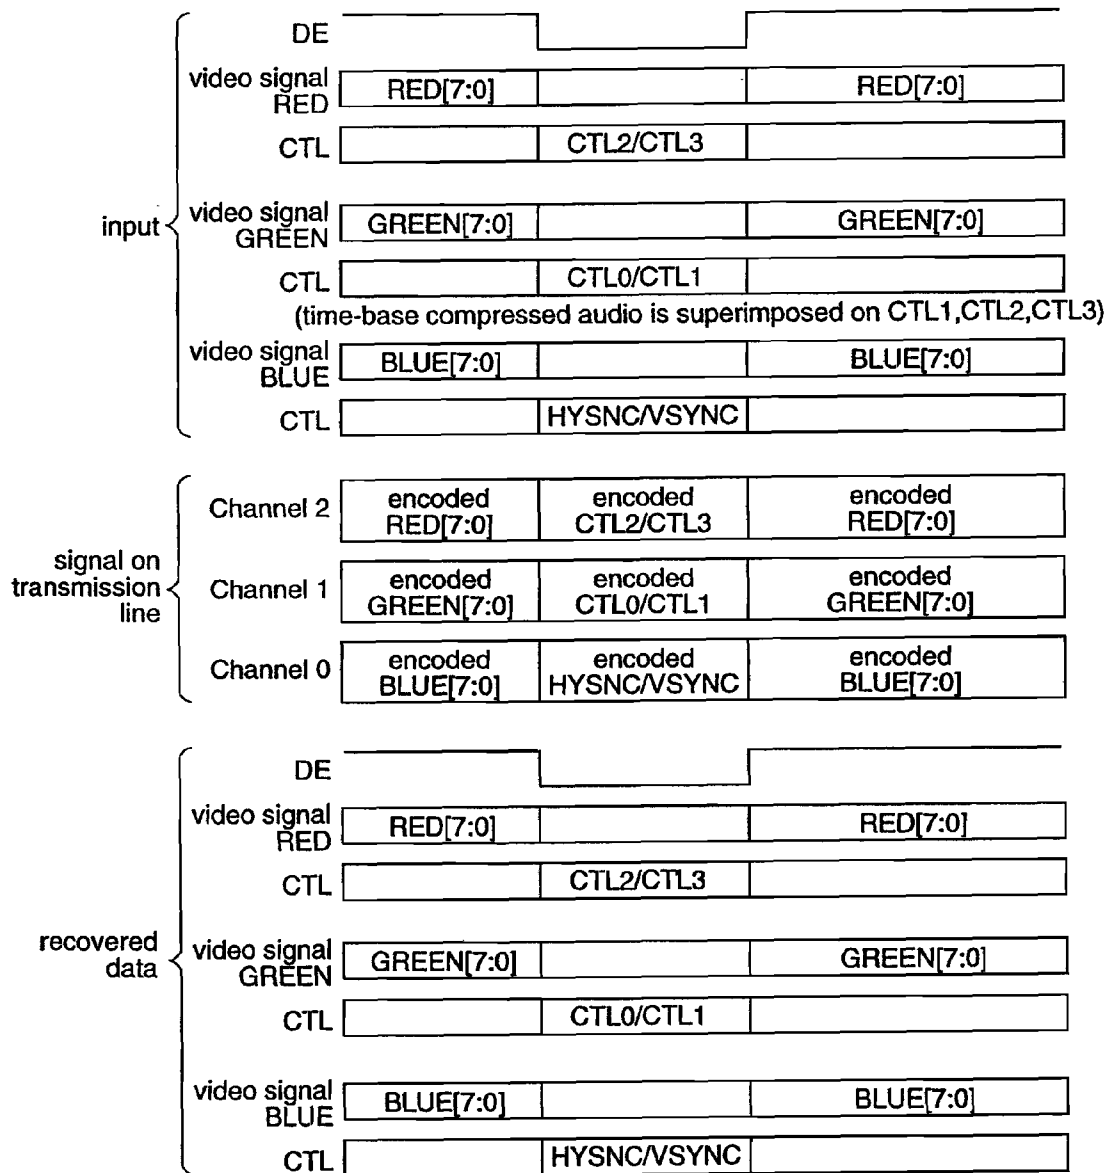 DE
video signal
RED
RED[7:0]
RED[7:0]
CTL
CTL2/CTL3
input
video signal
GREEN
GREEN[7:0]
GREEN[7:0]
CTL
CTL0/CTL1
(time-base compressed audio is superimposed on CTL1,CTL2,CTL3)
video signal
BLUE
BLUE[7:0]
BLUE[7:0]
CTL
HYSNC/VSYNC
signal on
transmission
line
Channel 2
encoded
RED[7:0]
encoded
CTL2/CTL3
encoded
RED[7:0]
Channel 1
encoded
GREEN[7:0]
encoded
CTL0/CTL1
encoded
GREEN[7:0]
Channel 0
encoded
BLUE[7:0]
encoded
HYSNC/VSYNC
encoded
BLUE[7:0]
DE
video signal
RED
RED[7:0]
RED[7:0]
CTL
CTL2/CTL3
recovered
data
video signal
GREEN
GREEN[7:0]
GREEN[7:0]
CTL
CTL0/CTL1
video signal
BLUE
BLUE[7:0]
BLUE[7:0]
CTL
HYSNC/VSYNC